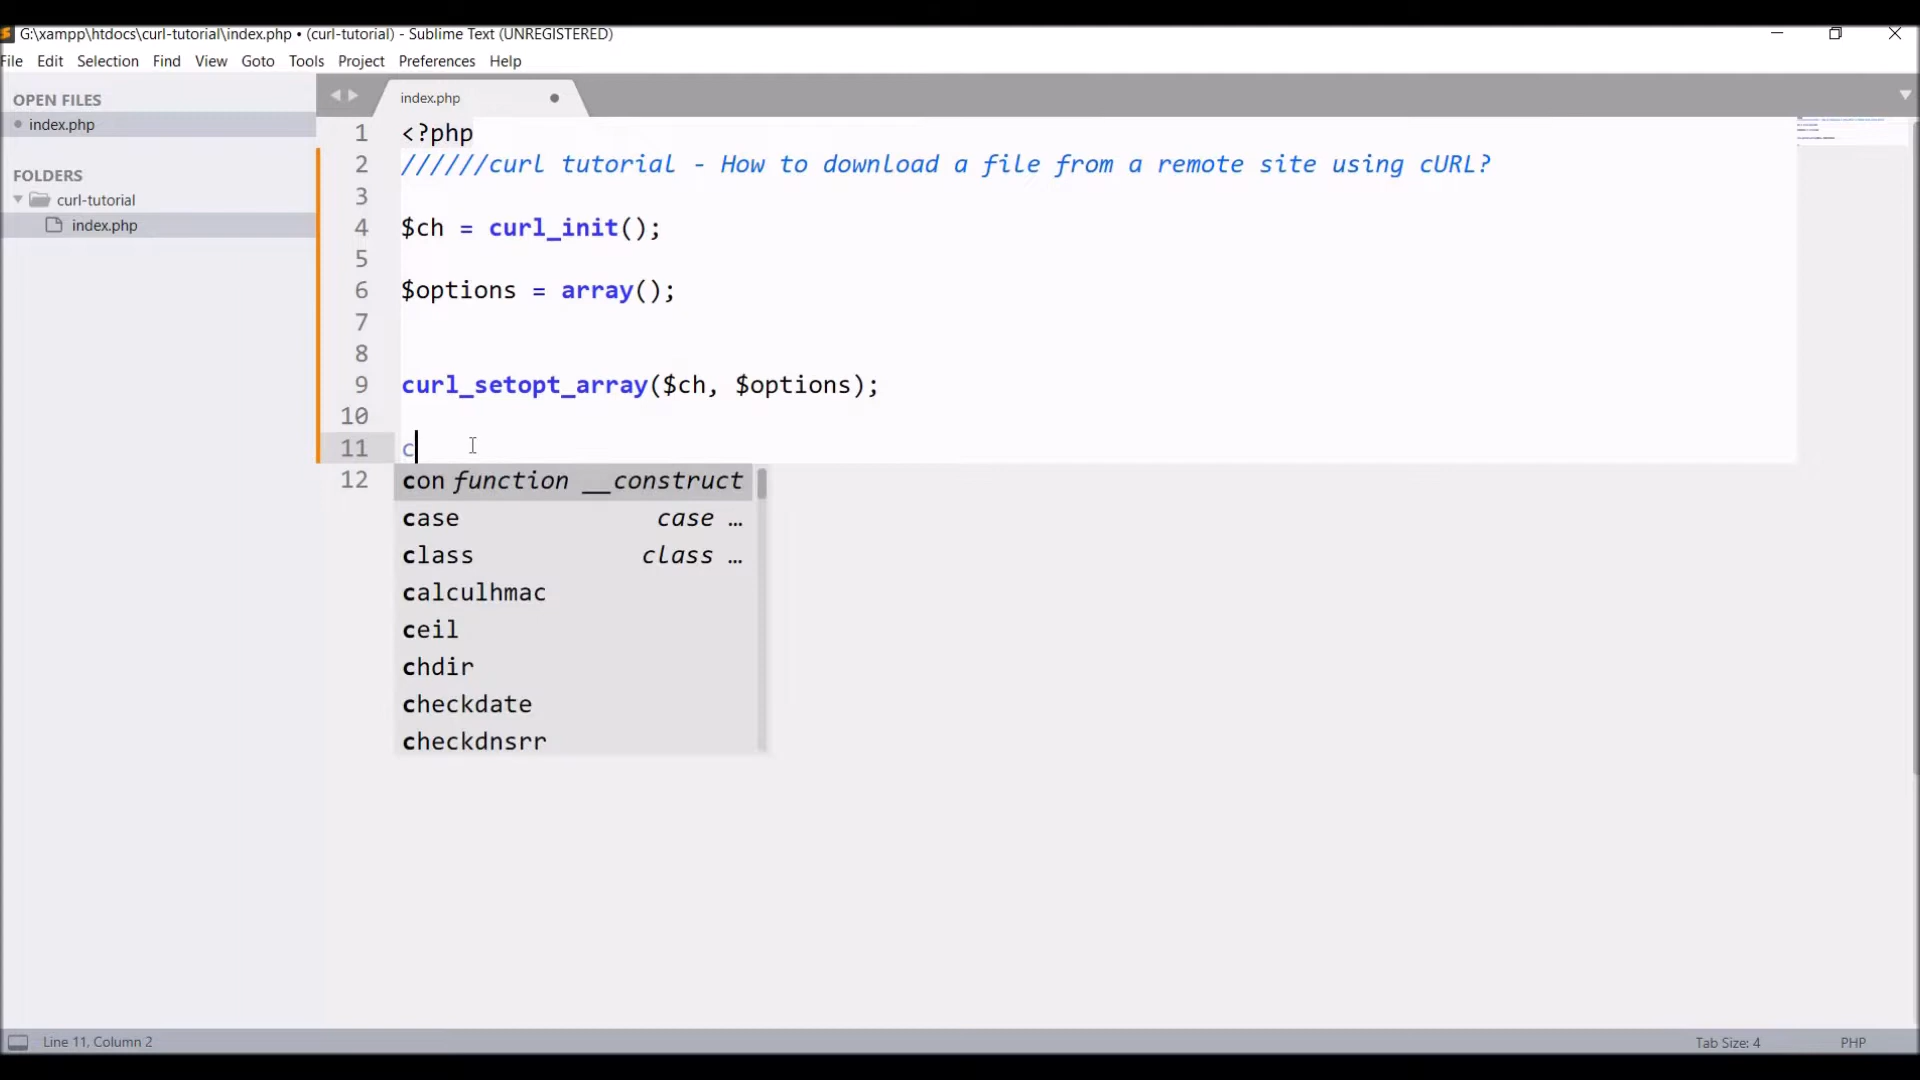 G:\xampp\htdocs\curl-tutorial\index.php • (curl-tutorial) - Sublime Text (UNREGISTERED)
File Edit Selection Find View Goto Tools Project Preferences Help
OPEN FILES
index.php
FOLDERS
curl-tutorial
index.php
index.php
1 <?php
2 //////curl tutorial - How to download a file from a remote site using cURL?
3
4 $ch = curl_init();
5
6 $options = array();
7
8
9 curl_setopt_array($ch, $options);
10
11 c
12
con function __construct
case case …
class class …
calculhmac
ceil
chdir
checkdate
checkdnsrr
Line 11, Column 2
Tab Size: 4
PHP